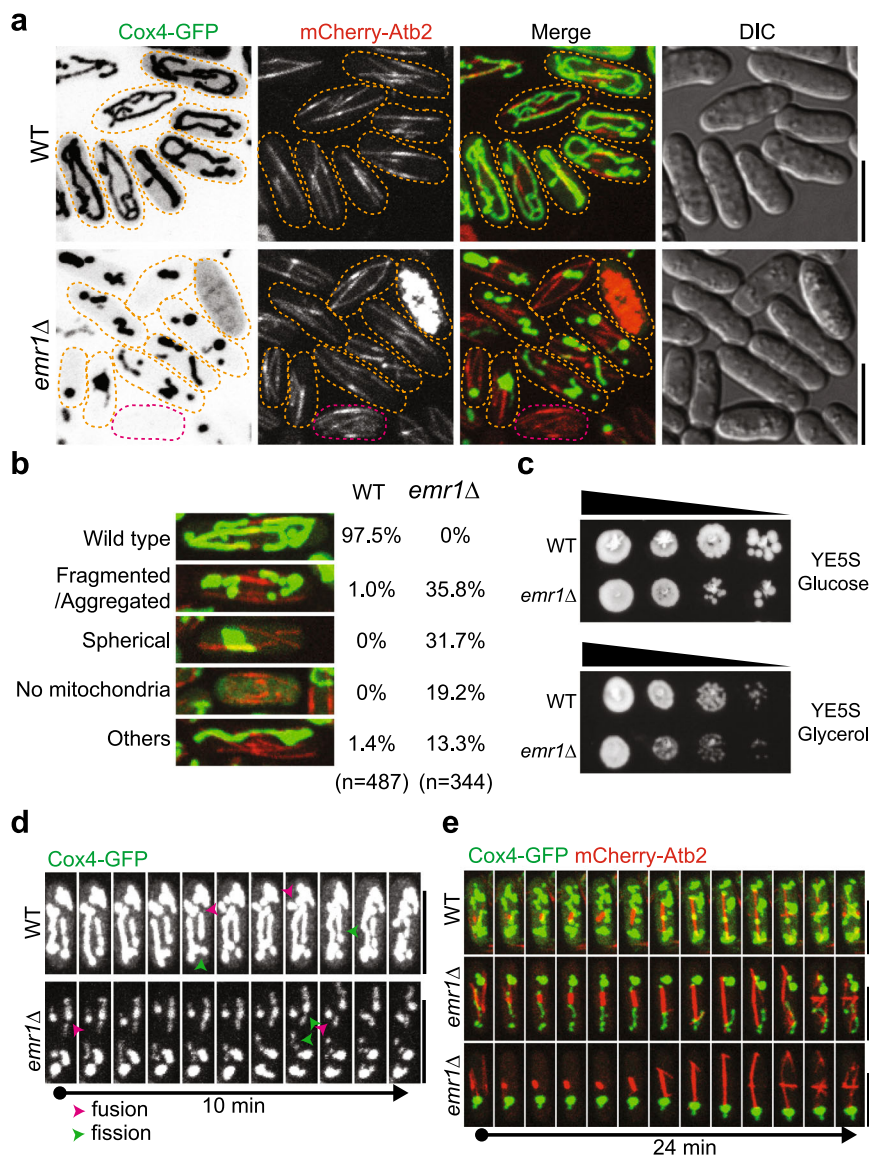 a
Cox4-GFP mCherry-Atb2 Merge DIC
WT
emr1Δ
b
WT emr1Δ
Wild type 97.5% 0%
Fragmented
/Aggregated 1.0% 35.8%
Spherical 0% 31.7%
No mitochondria 0% 19.2%
Others 1.4% 13.3%
(n=487) (n=344)
c
WT
emr1Δ
YE5S
Glucose
WT
emr1Δ
YE5S
Glycerol
d
Cox4-GFP
WT
emr1Δ
10 min
fusion
fission
e
Cox4-GFP mCherry-Atb2
WT
emr1Δ
emr1Δ
24 min